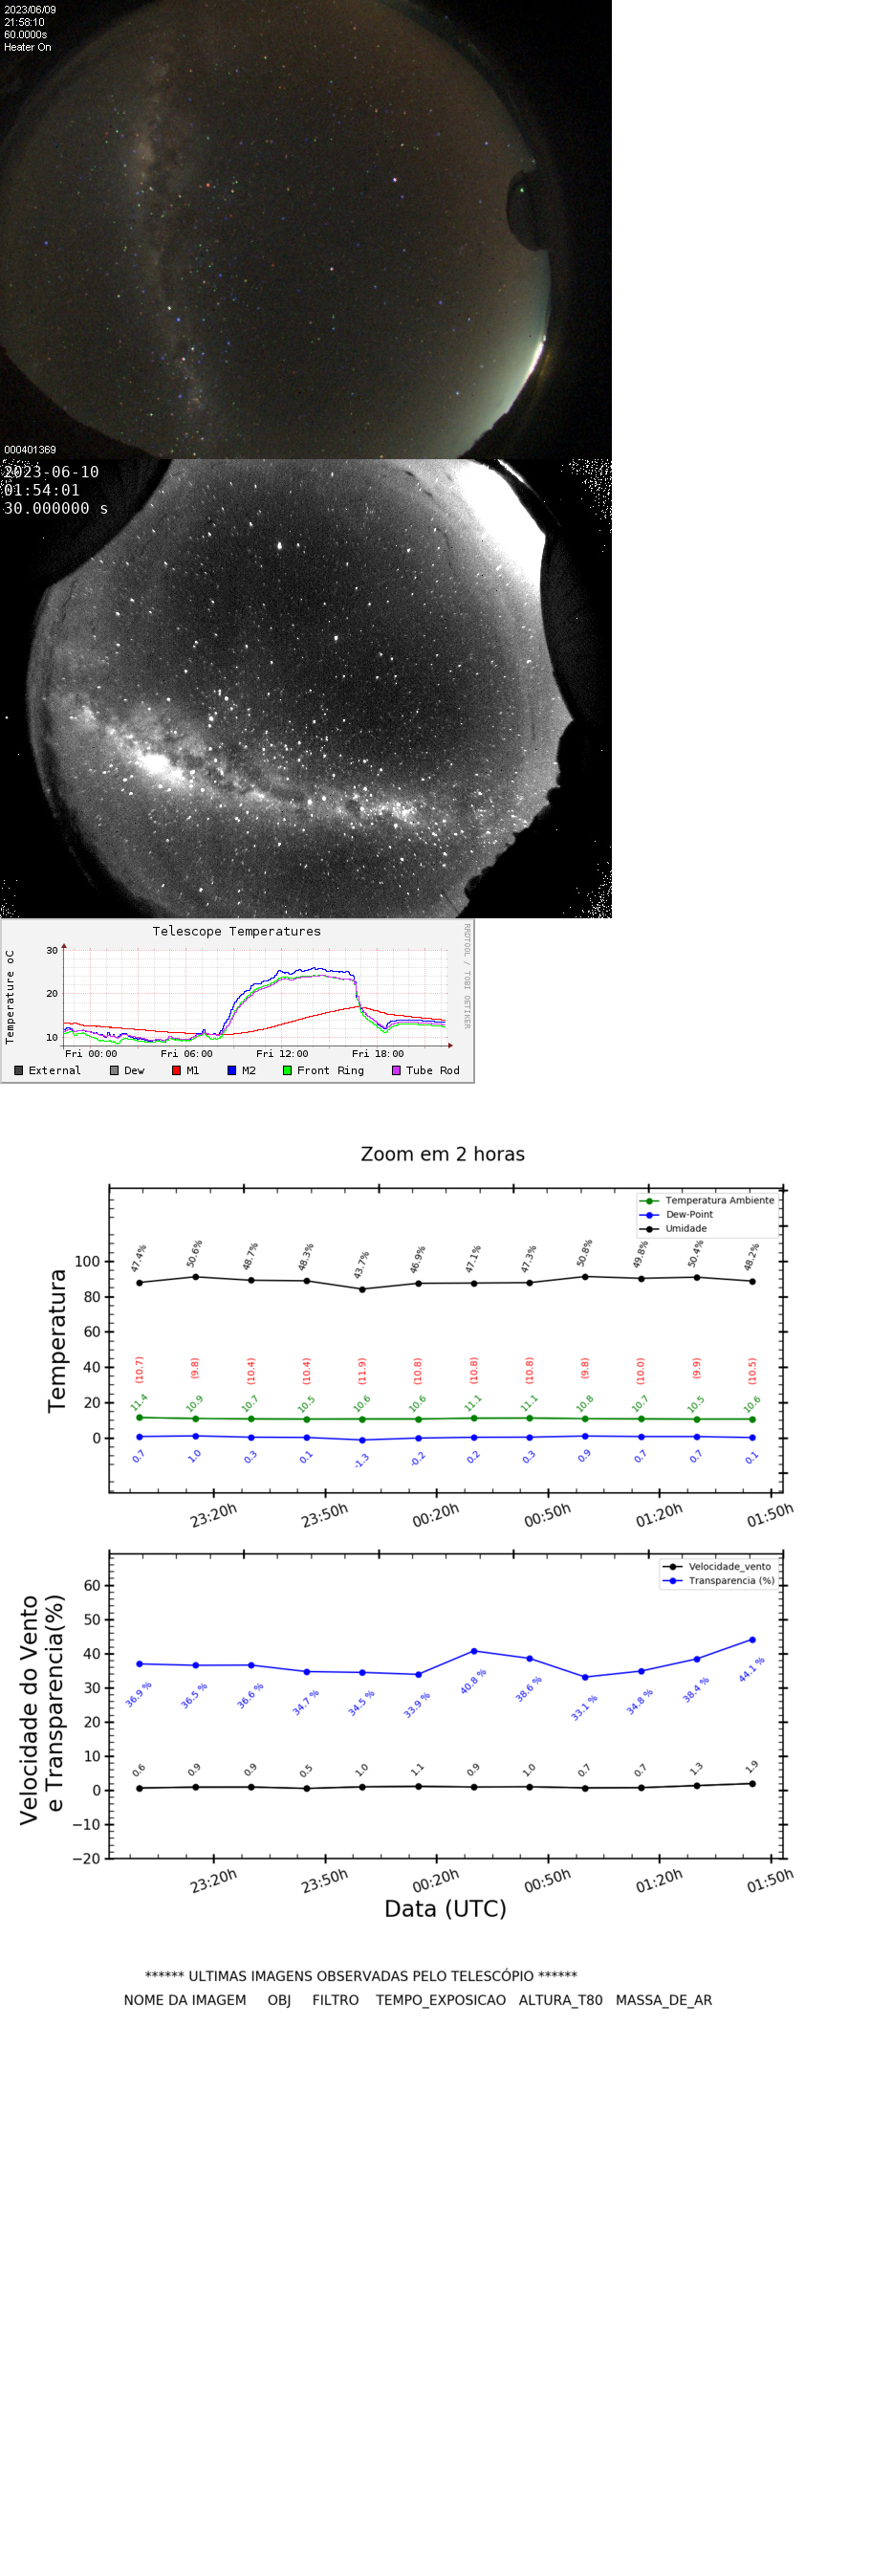 2023/06/09
21:58:10
60.0000s
Heater On
000401369
2023-06-10
01:54:01
30.000000 s
Telescope Temperatures
RRDTOOL / TOBI OETIKER
Temperature oC
30
20
10
Fri 00:00 Fri 06:00 Fri 12:00 Fri 18:00
External Dew M1 M2 Front Ring Tube Rod
Zoom em 2 horas
Temperatura Ambiente
Dew-Point
Umidade
Temperatura
100
80
60
40
20
0
47.4% 50.6% 48.7% 48.3% 43.7% 46.9% 47.1% 47.3% 50.8% 49.8% 50.4% 48.2%
(10.7) (9.8) (10.4) (10.4) (11.9) (10.8) (10.8) (10.8) (9.8) (10.0) (9.9) (10.5)
11.4 10.9 10.7 10.5 10.6 10.6 11.1 11.1 10.8 10.7 10.5 10.6
0.7 1.0 0.3 0.1 -1.3 -0.2 0.2 0.3 0.9 0.7 0.7 0.1
23:20h 23:50h 00:20h 00:50h 01:20h 01:50h
Velocidade_vento
Transparencia (%)
Velocidade do Vento
e Transparencia(%)
60
50
40
30
20
10
0
−10
−20
36.9 % 36.5 % 36.6 % 34.7 % 34.5 % 33.9 % 40.8 % 38.6 % 33.1 % 34.8 % 38.4 % 44.1 %
0.6 0.9 0.9 0.5 1.0 1.1 0.9 1.0 0.7 0.7 1.3 1.9
23:20h 23:50h 00:20h 00:50h 01:20h 01:50h
Data (UTC)
****** ULTIMAS IMAGENS OBSERVADAS PELO TELESCÓPIO ******
NOME DA IMAGEM OBJ FILTRO TEMPO_EXPOSICAO ALTURA_T80 MASSA_DE_AR